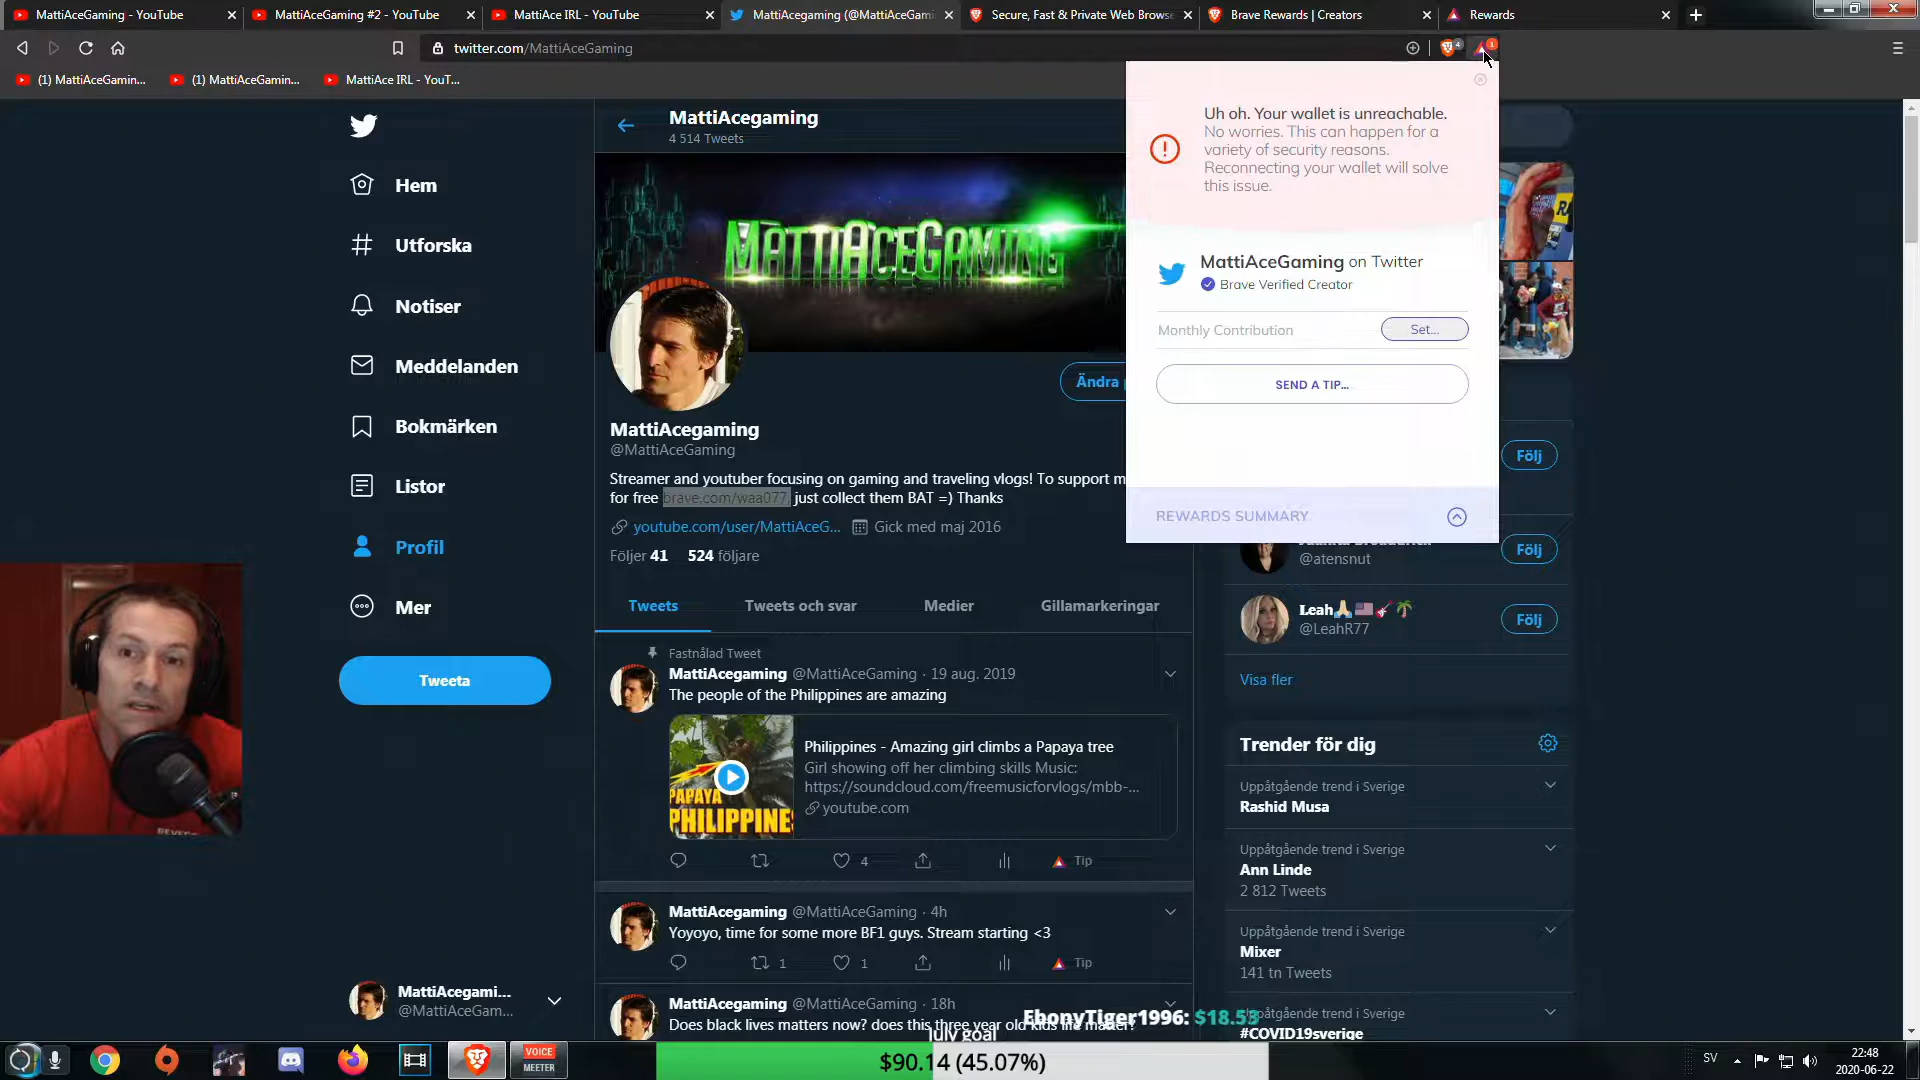 MattiAceGaming - YouTube
MattiAceGaming #2 - YouTube
MattiAce IRL - YouTube
MattiAcegaming (@MattiAceGami
Secure, Fast & Private Web Browse
Brave Rewards | Creators
Rewards
twitter.com/MattiAceGaming
4
1
(1) MattiAceGamin...
(1) MattiAceGamin...
MattiAce IRL - YouT...
Hem
Utforska
Notiser
Meddelanden
Bokmärken
Listor
Profil
Mer
Tweeta
MattiAcegami...
@MattiAceGam...
MattiAcegaming
4 514 Tweets
MATTIACEGAMING
Ändra
MattiAcegaming
@MattiAceGaming
Streamer and youtuber focusing on gaming and traveling vlogs! To support m
for free brave.com/waa077, just collect them BAT =) Thanks
youtube.com/user/MattiAceG...
Gick med maj 2016
Följer 41 524 följare
Tweets
Tweets och svar
Medier
Gillamarkeringar
Fastnålad Tweet
MattiAcegaming @MattiAceGaming · 19 aug. 2019
The people of the Philippines are amazing
PAPAYA
PHILIPPINE
Philippines - Amazing girl climbs a Papaya tree
Girl showing off her climbing skills Music:
https://soundcloud.com/freemusicforvlogs/mbb-...
youtube.com
4
Tip
MattiAcegaming @MattiAceGaming · 4h
Yoyoyo, time for some more BF1 guys. Stream starting <3
1
1
Tip
MattiAcegaming @MattiAceGaming · 18h
Does black lives matters now? does this three year old kids life matter?
Uh oh. Your wallet is unreachable.
No worries. This can happen for a
variety of security reasons.
Reconnecting your wallet will solve
this issue.
MattiAceGaming on Twitter
Brave Verified Creator
Monthly Contribution
Set...
SEND A TIP...
REWARDS SUMMARY
Följ
Följ
@atensnut
Leah
@LeahR77
Följ
Visa fler
Trender för dig
Uppåtgående trend i Sverige
Rashid Musa
Uppåtgående trend i Sverige
Ann Linde
2 812 Tweets
Uppåtgående trend i Sverige
Mixer
141 tn Tweets
Uppåtgående trend i Sverige
#COVID19sverige
EbonyTiger1996: $18.53
July goal
$90.14 (45.07%)
VOICE
MEETER
SV
22:48
2020-06-22